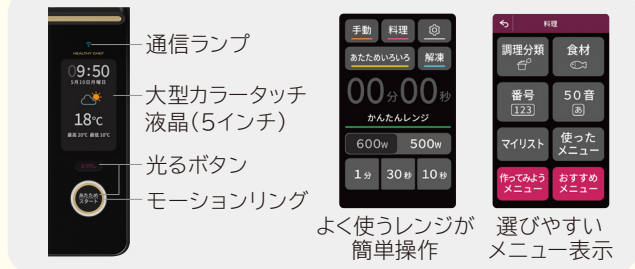 HEALTHY CHEF
09:50
5月10日月曜日
18℃
最高 20℃ 最低 10℃
あたため
スタート
通信ランプ
大型カラータッチ
液晶(5インチ)
光るボタン
モーションリング
手動
料理
あたためいろいろ
解凍
00分00秒
かんたんレンジ
600W
500W
1分
30秒
10秒
よく使うレンジが
簡単操作
料理
調理分類
食材
番号
123
50音
あ
マイリスト
使った
メニュー
作ってみよう
メニュー
おすすめ
メニュー
選びやすい
メニュー表示